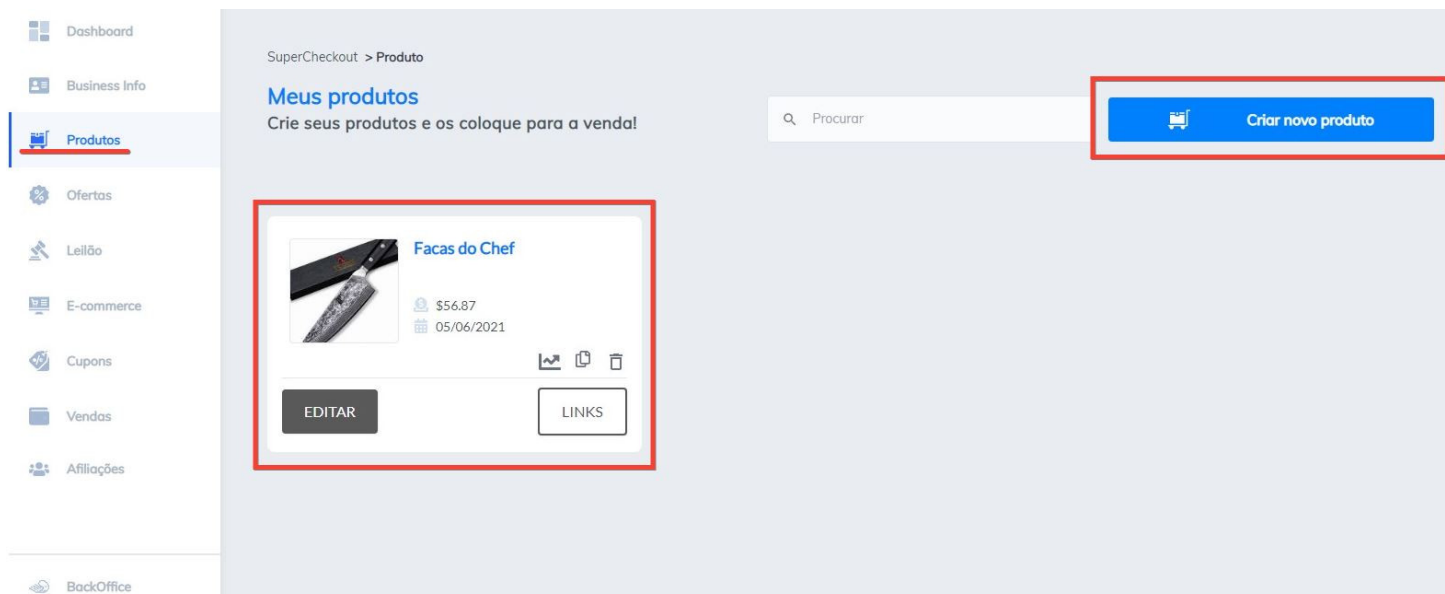 Dashboard
Business Info
Produtos
Ofertas
Leilão
E-commerce
Cupons
Vendas
Afiliações
BackOffice
SuperCheckout > Produto
Meus produtos
Crie seus produtos e os coloque para a venda!
Procurar
Criar novo produto
Facas do Chef
$56.87
05/06/2021
EDITAR
LINKS